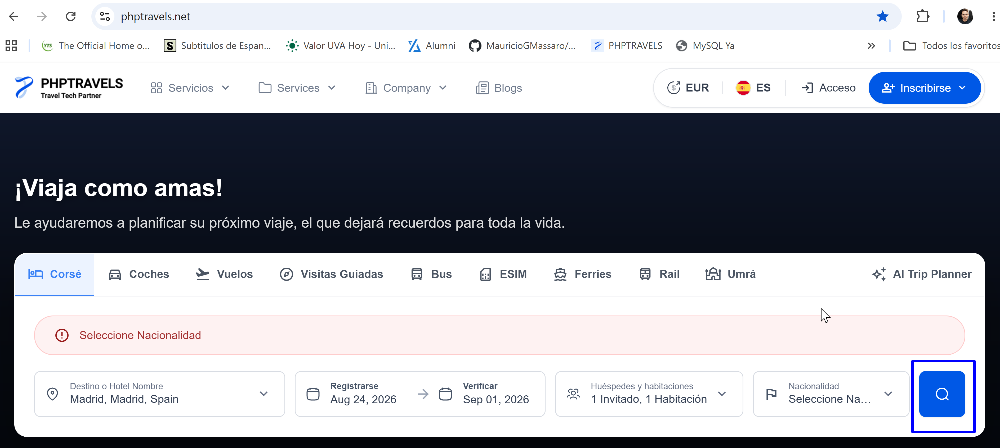 phptravels.net
YTS The Official Home o...
S Subtitulos de Espan...
Valor UVA Hoy - Uni...
Alumni
MauricioGMassaro/...
PHPTRAVELS
MySQL Ya
Todos los favoritos
PHPTRAVELS
Travel Tech Partner
Servicios
Services
Company
Blogs
EUR
ES
Acceso
Inscribirse
¡Viaja como amas!
Le ayudaremos a planificar su próximo viaje, el que dejará recuerdos para toda la vida.
Corsé
Coches
Vuelos
Visitas Guiadas
Bus
ESIM
Ferries
Rail
Umrá
AI Trip Planner
Seleccione Nacionalidad
Destino o Hotel Nombre
Madrid, Madrid, Spain
Registrarse
Aug 24, 2026
Verificar
Sep 01, 2026
Huéspedes y habitaciones
1 Invitado, 1 Habitación
Nacionalidad
Seleccione Na...